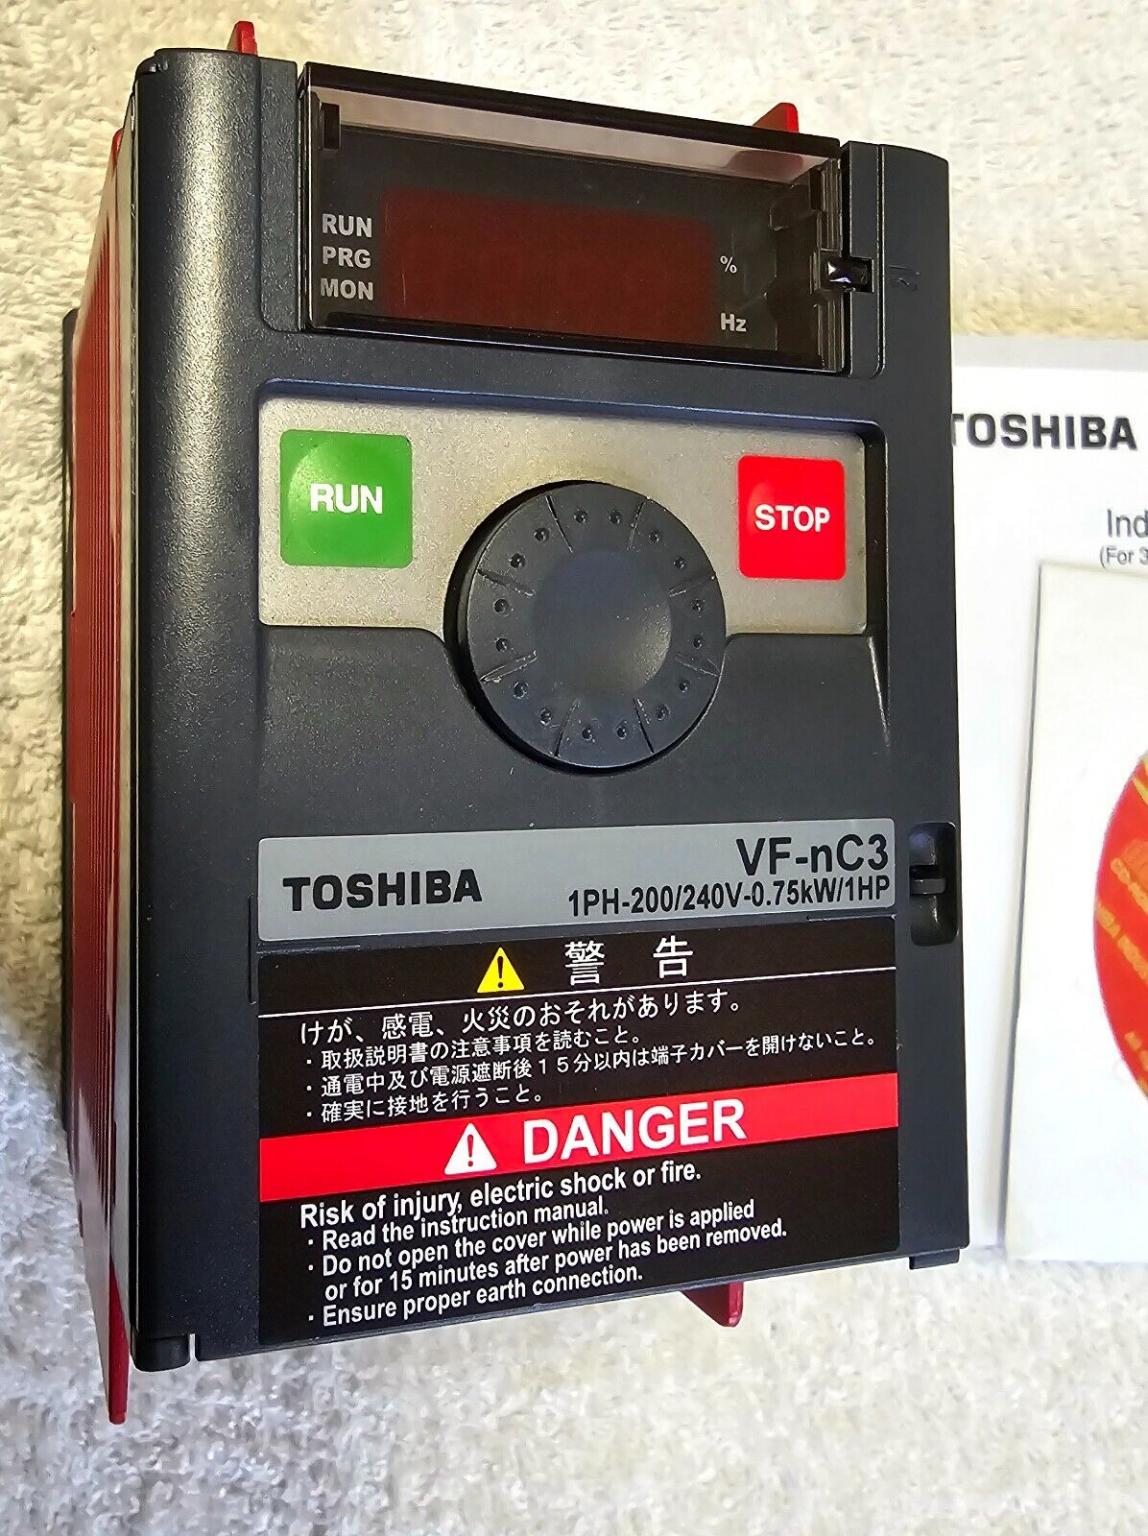 RUN
PRG
MON
%
Hz
RUN
STOP
TOSHIBA
VF-nC3
1PH-200/240V-0.75kW/1HP
警 告
けが、感電、火災のおそれがあります。
・取扱説明書の注意事項を読むこと。
・通電中及び電源遮断後15分以内は端子カバーを開けないこと。
・確実に接地を行うこと。
DANGER
Risk of injury, electric shock or fire.
· Read the instruction manual.
· Do not open the cover while power is applied
or for 15 minutes after power has been removed.
· Ensure proper earth connection.
TOSHIBA
Ind
(For 3